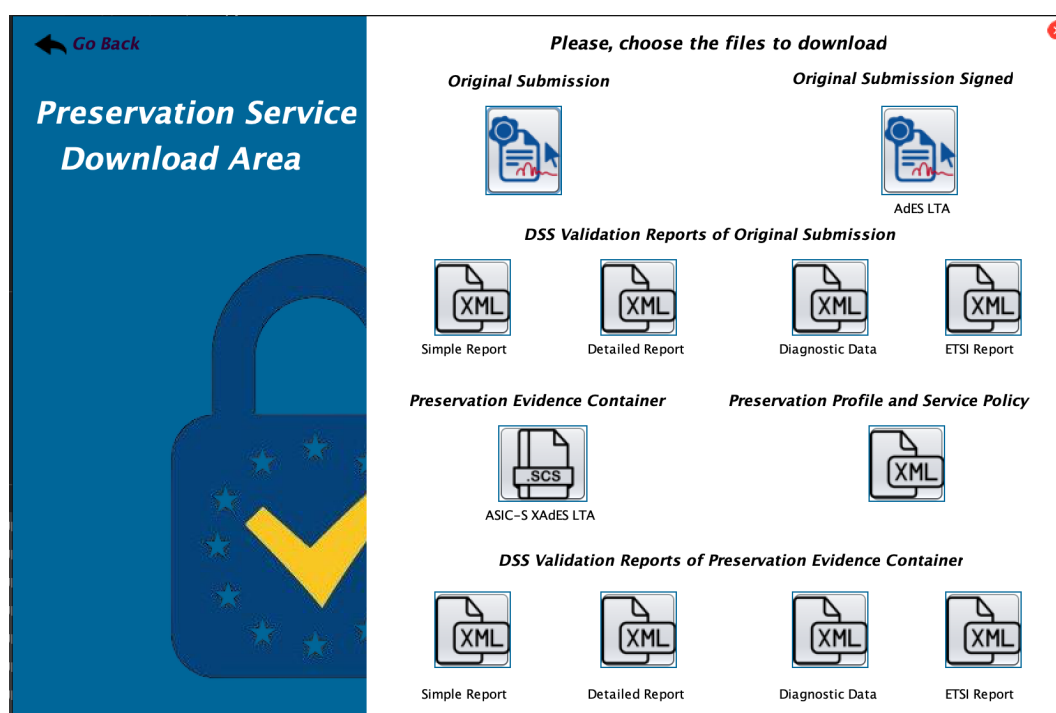 Go Back
Preservation Service
Download Area
Please, choose the files to download
Original Submission
Original Submission Signed
AdES LTA
DSS Validation Reports of Original Submission
XML
XML
XML
XML
Simple Report
Detailed Report
Diagnostic Data
ETSI Report
Preservation Evidence Container
Preservation Profile and Service Policy
.SCS
XML
ASIC-S XAdES LTA
DSS Validation Reports of Preservation Evidence Container
XML
XML
XML
XML
Simple Report
Detailed Report
Diagnostic Data
ETSI Report